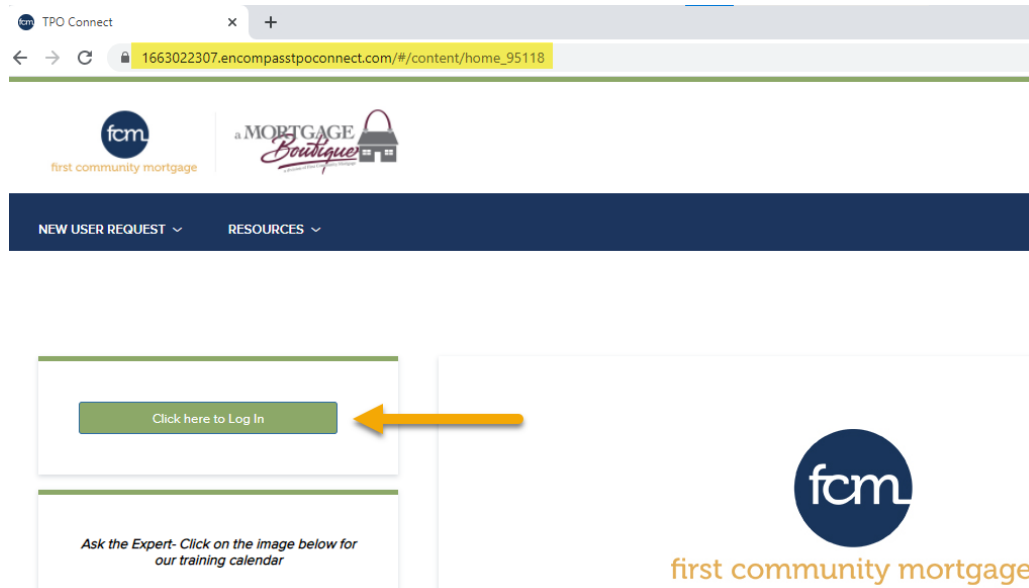 TPO Connect
1663022307.encompasstpoconnect.com/#/content/home_95118
fcm
first community mortgage
a MORTGAGE
Boutique
NEW USER REQUEST
RESOURCES
Click here to Log In
Ask the Expert- Click on the image below for
our training calendar
fcm
first community mortgage